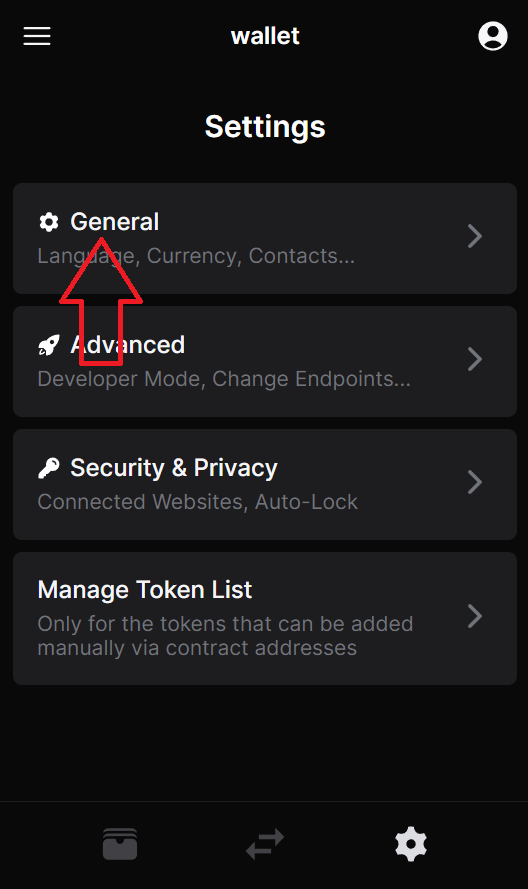 wallet
Settings
General
Language, Currency, Contacts...
Advanced
Developer Mode, Change Endpoints...
Security & Privacy
Connected Websites, Auto-Lock
Manage Token List
Only for the tokens that can be added
manually via contract addresses